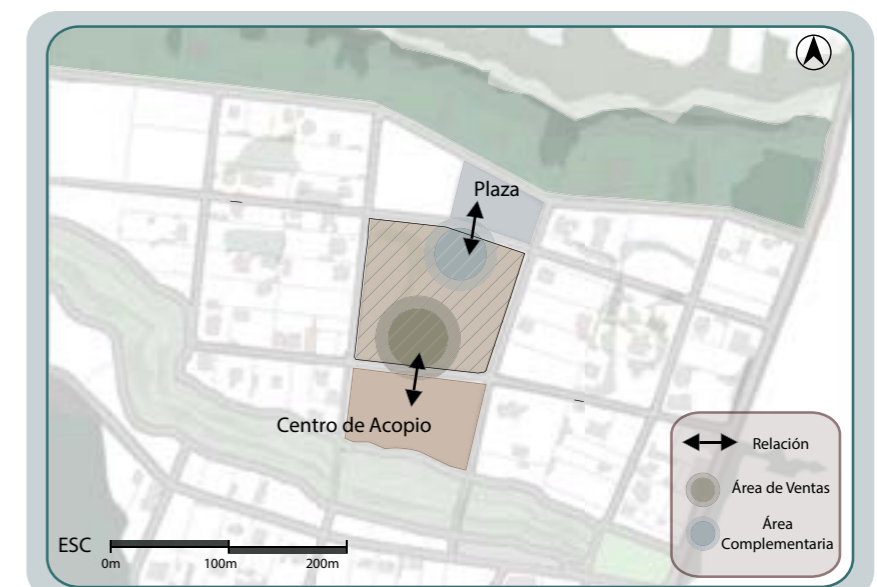 Plaza
Centro de Acopio
Relación
Área de Ventas
Área
Complementaria
ESC
0m 100m 200m